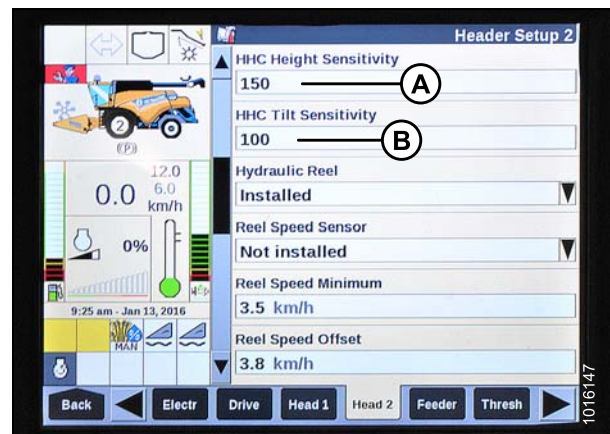 Header Setup 2
HHC Height Sensitivity
150
A
HHC Tilt Sensitivity
100
B
Hydraulic Reel
Installed
Reel Speed Sensor
Not installed
Reel Speed Minimum
3.5 km/h
Reel Speed Offset
3.8 km/h
2
(P)
12.0
0.0 6.0
km/h
0%
9:25 am - Jan 13, 2016
MAN
Back Electr Drive Head 1 Head 2 Feeder Thresh
1016147